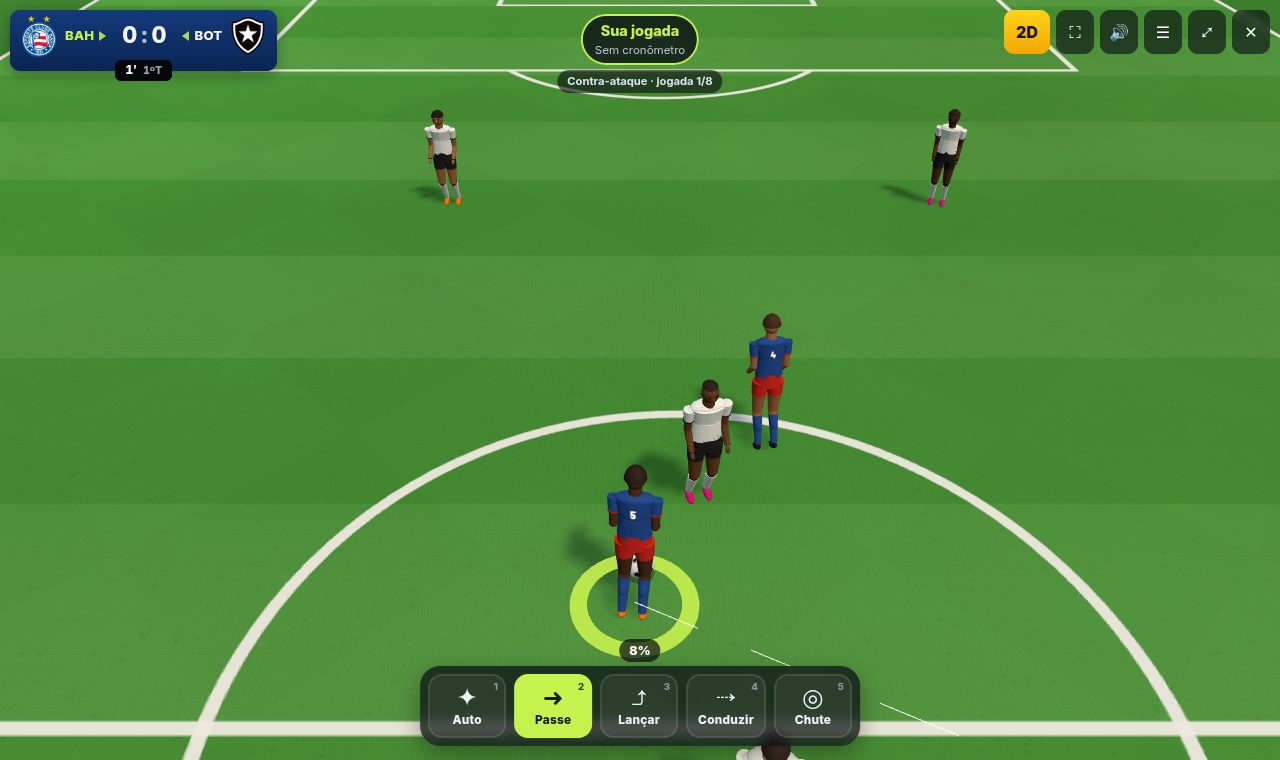 BAH
0:0
BOT
1' 1ºT
Sua jogada
Sem cronômetro
Contra-ataque · jogada 1/8
2D
4
5
8%
1
Auto
2
Passe
3
Lançar
4
Conduzir
5
Chute